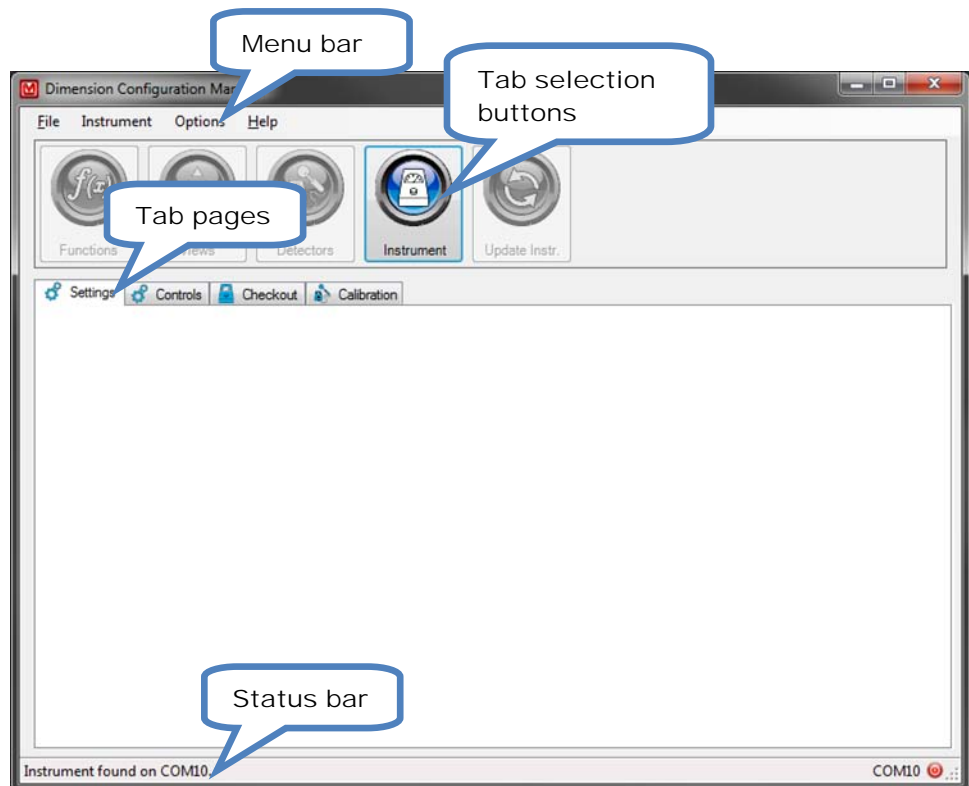 Menu bar
Tab selection
buttons
Dimension Configuration Ma
File Instrument Options Help
Functions Views Detectors Instrument Update Instr.
f(x)
Tab pages
Settings Controls Checkout Calibration
Status bar
Instrument found on COM10. COM10